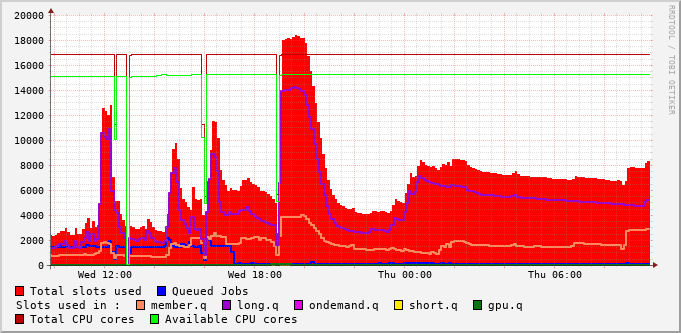 20000
18000
16000
14000
12000
10000
8000
6000
4000
2000
0
Wed 12:00 Wed 18:00 Thu 00:00 Thu 06:00
Total slots used Queued Jobs
Slots used in : member.q long.q ondemand.q short.q gpu.q
Total CPU cores Available CPU cores
RRDTOOL / TOBI OETIKER